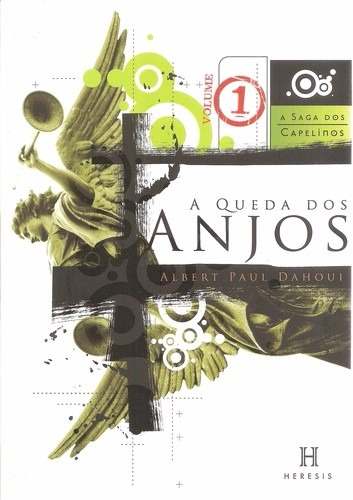 VOLUME
1
A SAGA DOS
CAPELINOS
A QUEDA DOS
ANJOS
ALBERT PAUL DAHOUI
H
HERESIS